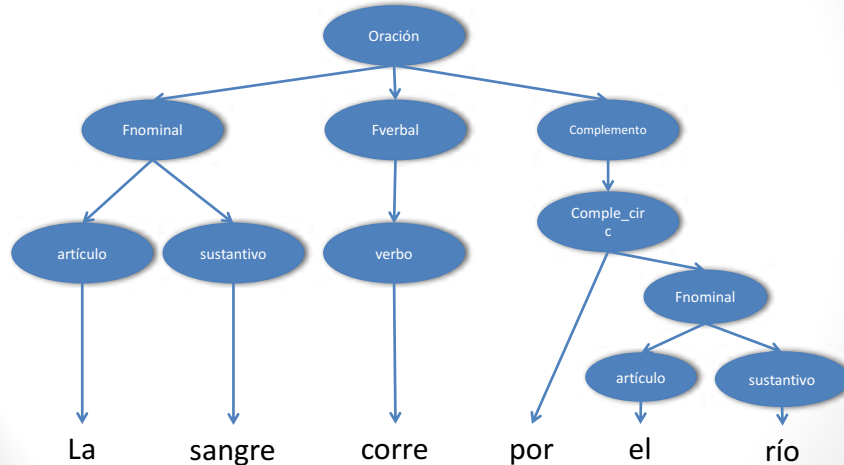 Oración
Fnominal
Fverbal
Complemento
Comple_cir
c
artículo
sustantivo
verbo
Fnominal
artículo
sustantivo
La sangre corre por el río